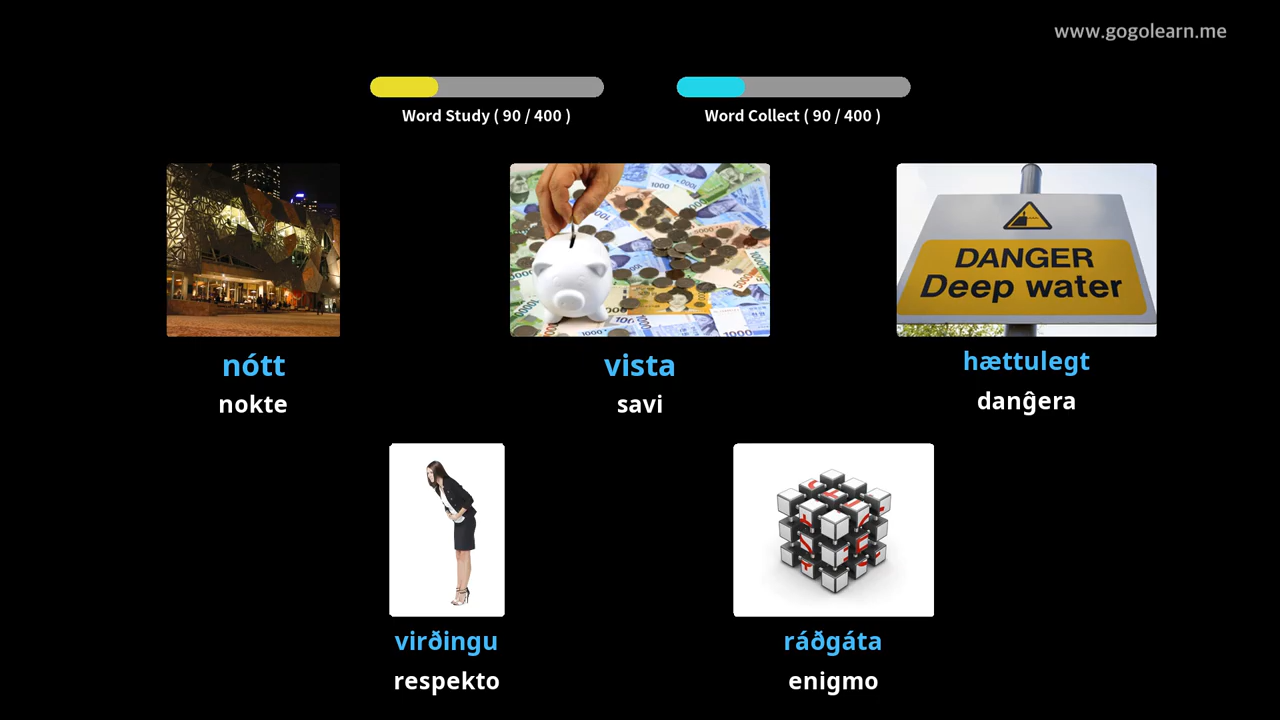 www.gogolearn.me
Word Study ( 90 / 400 )
Word Collect ( 90 / 400 )
DANGER
Deep water
nótt
vista
hættulegt
nokte
savi
danĝera
virðingu
ráðgáta
respekto
enigmo